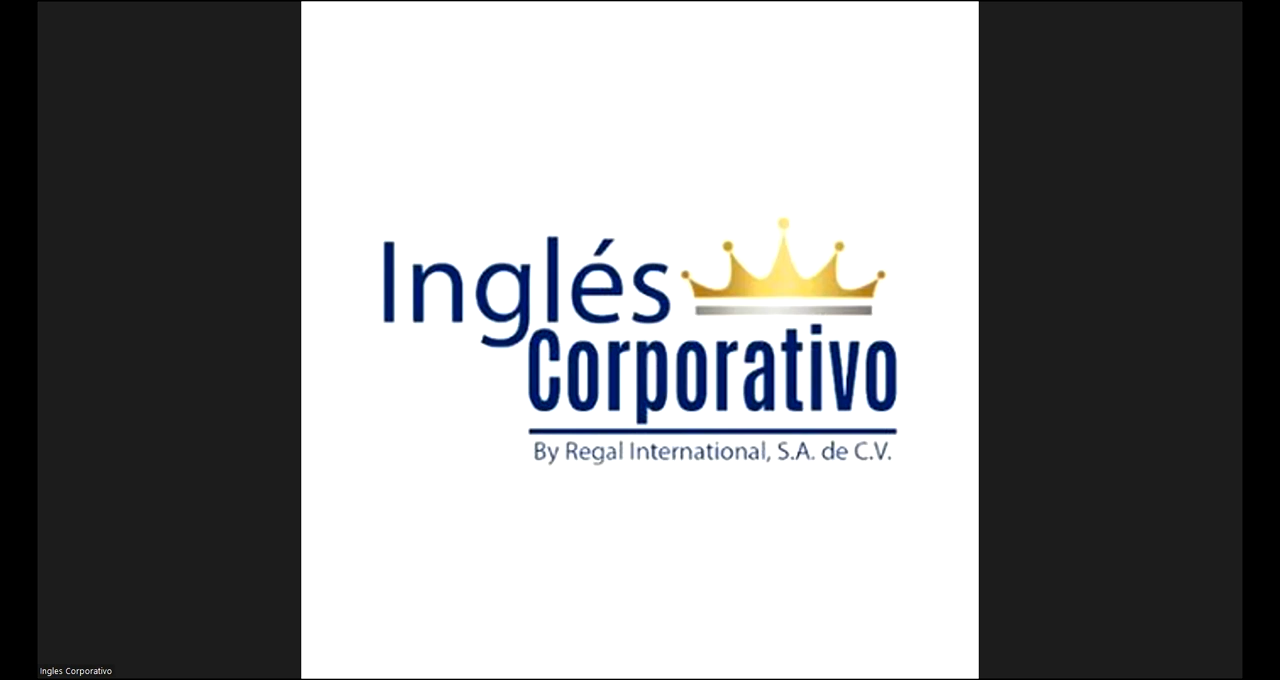 Inglés
Corporativo
By Regal International, S.A. de C.V.
Ingles Corporativo